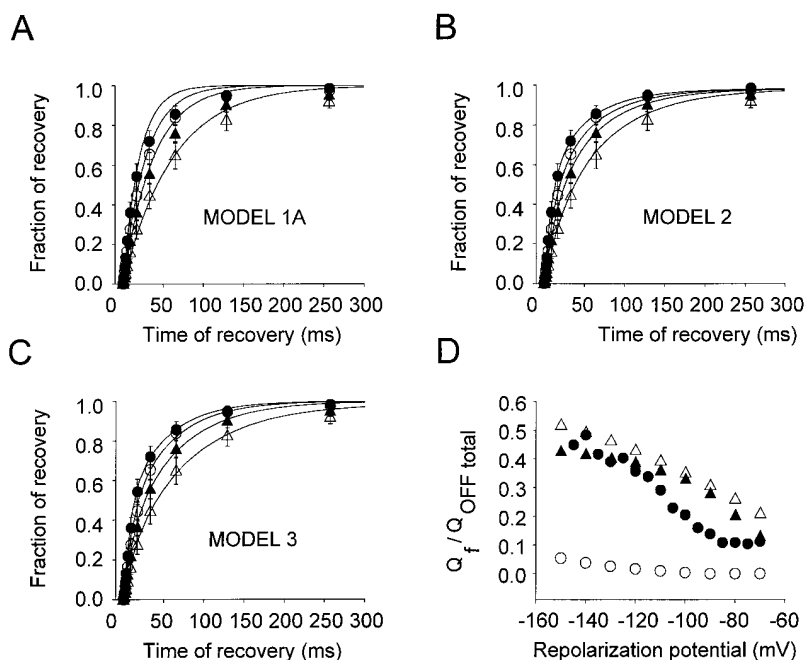 A
1.0
0.8
0.6
0.4
0.2
0.0
Fraction of recovery
MODEL 1A
0 50 100 150 200 250 300
Time of recovery (ms)
B
1.0
0.8
0.6
0.4
0.2
0.0
Fraction of recovery
MODEL 2
0 50 100 150 200 250 300
Time of recovery (ms)
C
1.0
0.8
0.6
0.4
0.2
0.0
Fraction of recovery
MODEL 3
0 50 100 150 200 250 300
Time of recovery (ms)
D
0.6
0.5
0.4
0.3
0.2
0.1
0.0
Qf / QOFF total
-160 -140 -120 -100 -80 -60
Repolarization potential (mV)